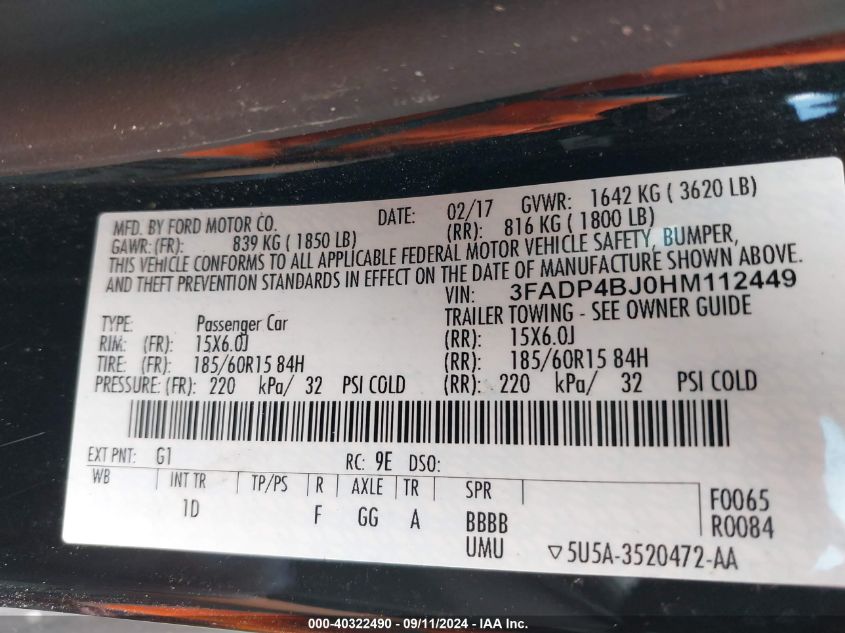 MFD. BY FORD MOTOR CO. DATE: 02/17 GVWR: 1642 KG ( 3620 LB)
GAWR: (FR): 839 KG ( 1850 LB) (RR): 816 KG ( 1800 LB)
THIS VEHICLE CONFORMS TO ALL APPLICABLE FEDERAL MOTOR VEHICLE SAFETY, BUMPER,
AND THEFT PREVENTION STANDARDS IN EFFECT ON THE DATE OF MANUFACTURE SHOWN ABOVE.
VIN: 3FADP4BJ0HM112449
TYPE: Passenger Car TRAILER TOWING - SEE OWNER GUIDE
RIM: (FR): 15X6.0J (RR): 15X6.0J
TIRE: (FR): 185/60R15 84H (RR): 185/60R15 84H
PRESSURE: (FR): 220 kPa/ 32 PSI COLD (RR): 220 kPa/ 32 PSI COLD
EXT PNT: G1 RC: 9E DSO:
WB INT TR TP/PS R AXLE TR SPR F0065
1D F GG A BBBB R0084
UMU ▽5U5A-3520472-AA
000-40322490 - 09/11/2024 - IAA Inc.